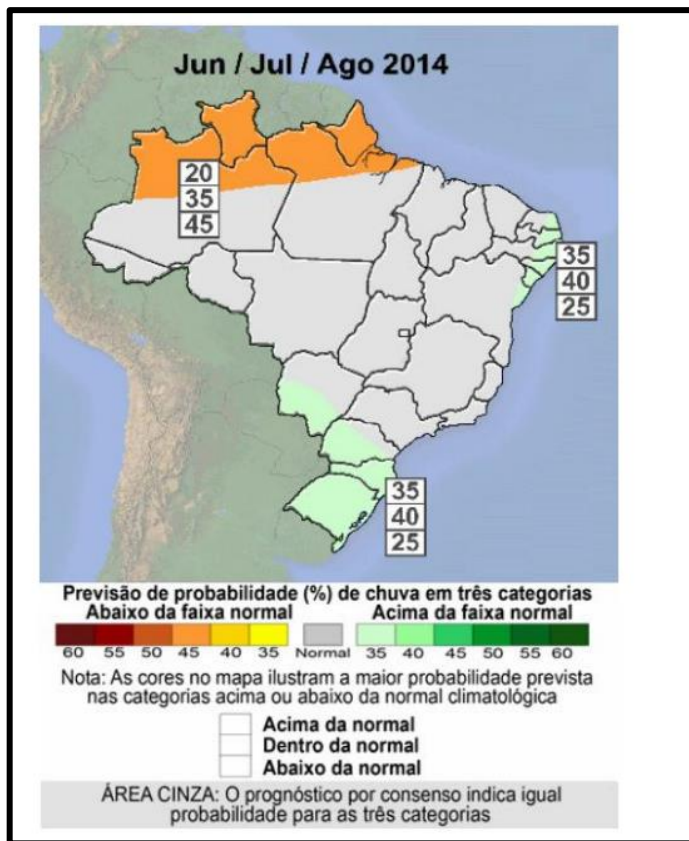 Jun / Jul / Ago 2014
20
35
45
35
40
25
35
40
25
Previsão de probabilidade (%) de chuva em três categorias
Abaixo da faixa normal Acima da faixa normal
60 55 50 45 40 35 Normal 35 40 45 50 55 60
Nota: As cores no mapa ilustram a maior probabilidade prevista
nas categorias acima ou abaixo da normal climatológica
Acima da normal
Dentro da normal
Abaixo da normal
ÁREA CINZA: O prognóstico por consenso indica igual
probabilidade para as três categorias